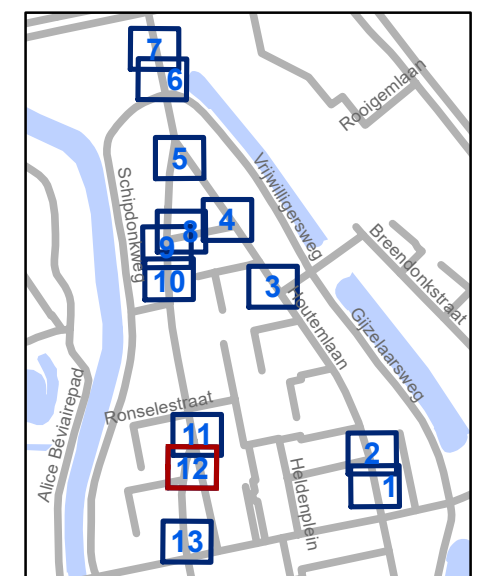 7
6
Rooigemlaan
5
Vrijwilligersweg
Schipdonkweg
4
8
9
Breendonkstraat
10
3
Houtemlaan
Gijzelaarsweg
Alice Béviairepad
Ronselestraat
11
2
12
Heldenplein
1
13